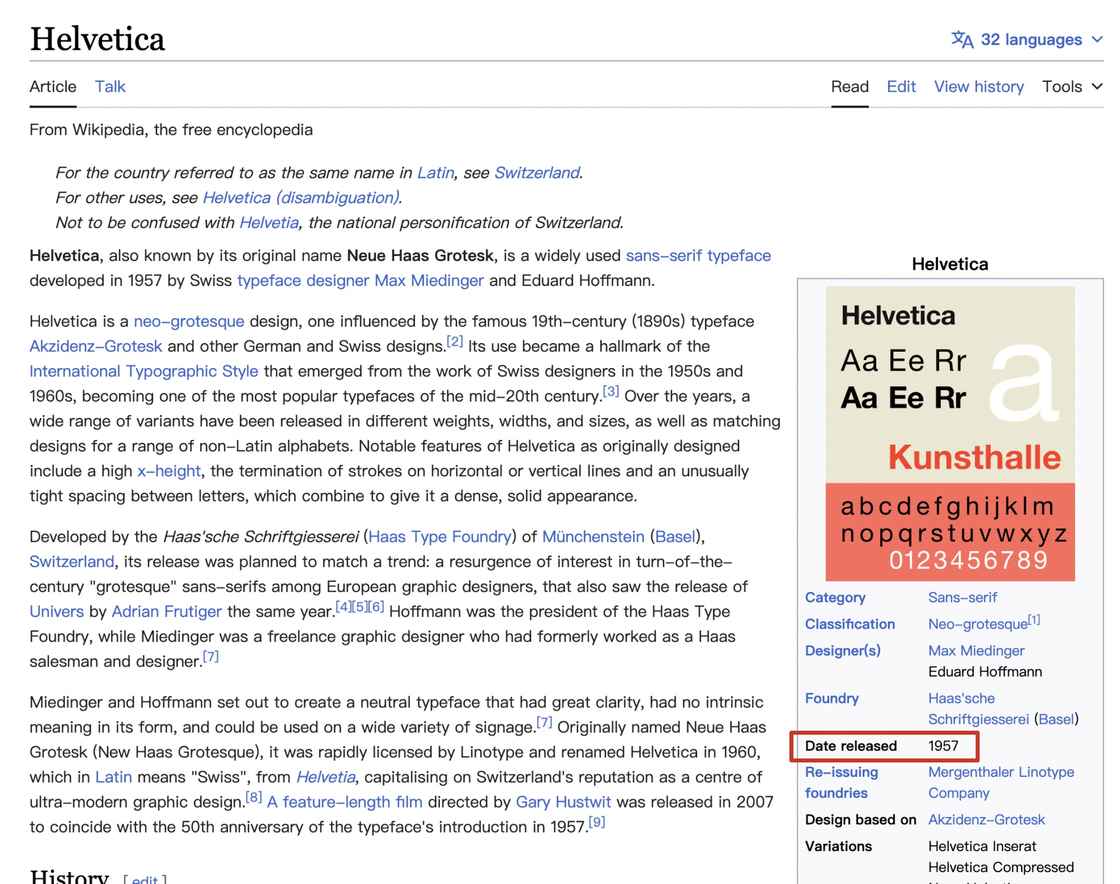 Helvetica
32 languages
Article Talk
Read Edit View history Tools
From Wikipedia, the free encyclopedia
For the country referred to as the same name in Latin, see Switzerland.
For other uses, see Helvetica (disambiguation).
Not to be confused with Helvetia, the national personification of Switzerland.
Helvetica, also known by its original name Neue Haas Grotesk, is a widely used sans-serif typeface
developed in 1957 by Swiss typeface designer Max Miedinger and Eduard Hoffmann.
Helvetica is a neo-grotesque design, one influenced by the famous 19th-century (1890s) typeface
Akzidenz-Grotesk and other German and Swiss designs.[2] Its use became a hallmark of the
International Typographic Style that emerged from the work of Swiss designers in the 1950s and
1960s, becoming one of the most popular typefaces of the mid-20th century.[3] Over the years, a
wide range of variants have been released in different weights, widths, and sizes, as well as matching
designs for a range of non-Latin alphabets. Notable features of Helvetica as originally designed
include a high x-height, the termination of strokes on horizontal or vertical lines and an unusually
tight spacing between letters, which combine to give it a dense, solid appearance.
Developed by the Haas'sche Schriftgiesserei (Haas Type Foundry) of Münchenstein (Basel),
Switzerland, its release was planned to match a trend: a resurgence of interest in turn-of-the-
century "grotesque" sans-serifs among European graphic designers, that also saw the release of
Univers by Adrian Frutiger the same year.[4][5][6] Hoffmann was the president of the Haas Type
Foundry, while Miedinger was a freelance graphic designer who had formerly worked as a Haas
salesman and designer.[7]
Miedinger and Hoffmann set out to create a neutral typeface that had great clarity, had no intrinsic
meaning in its form, and could be used on a wide variety of signage.[7] Originally named Neue Haas
Grotesk (New Haas Grotesque), it was rapidly licensed by Linotype and renamed Helvetica in 1960,
which in Latin means "Swiss", from Helvetia, capitalising on Switzerland's reputation as a centre of
ultra-modern graphic design.[8] A feature-length film directed by Gary Hustwit was released in 2007
to coincide with the 50th anniversary of the typeface's introduction in 1957.[9]
History [ edit ]
Helvetica
Helvetica
Aa Ee Rr
Aa Ee Rr
a
Kunsthalle
abcdefghijklm
nopqrstuvwxyz
0123456789
Category Sans-serif
Classification Neo-grotesque[1]
Designer(s) Max Miedinger
Eduard Hoffmann
Foundry Haas'sche
Schriftgiesserei (Basel)
Date released 1957
Re-issuing Mergenthaler Linotype
foundries Company
Design based on Akzidenz-Grotesk
Variations Helvetica Inserat
Helvetica Compressed